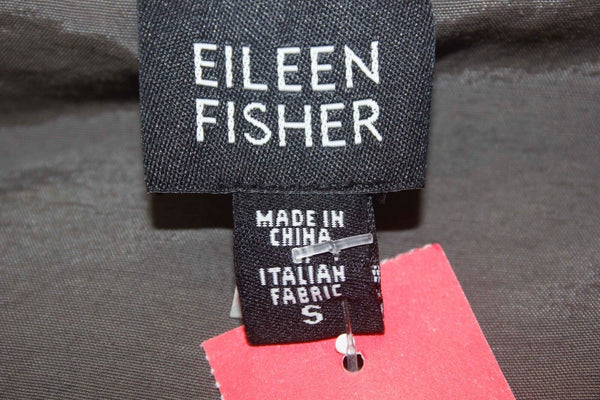 EILEEN
FISHER
MADE IN
CHINA
ITALIAN
FABRIC
S